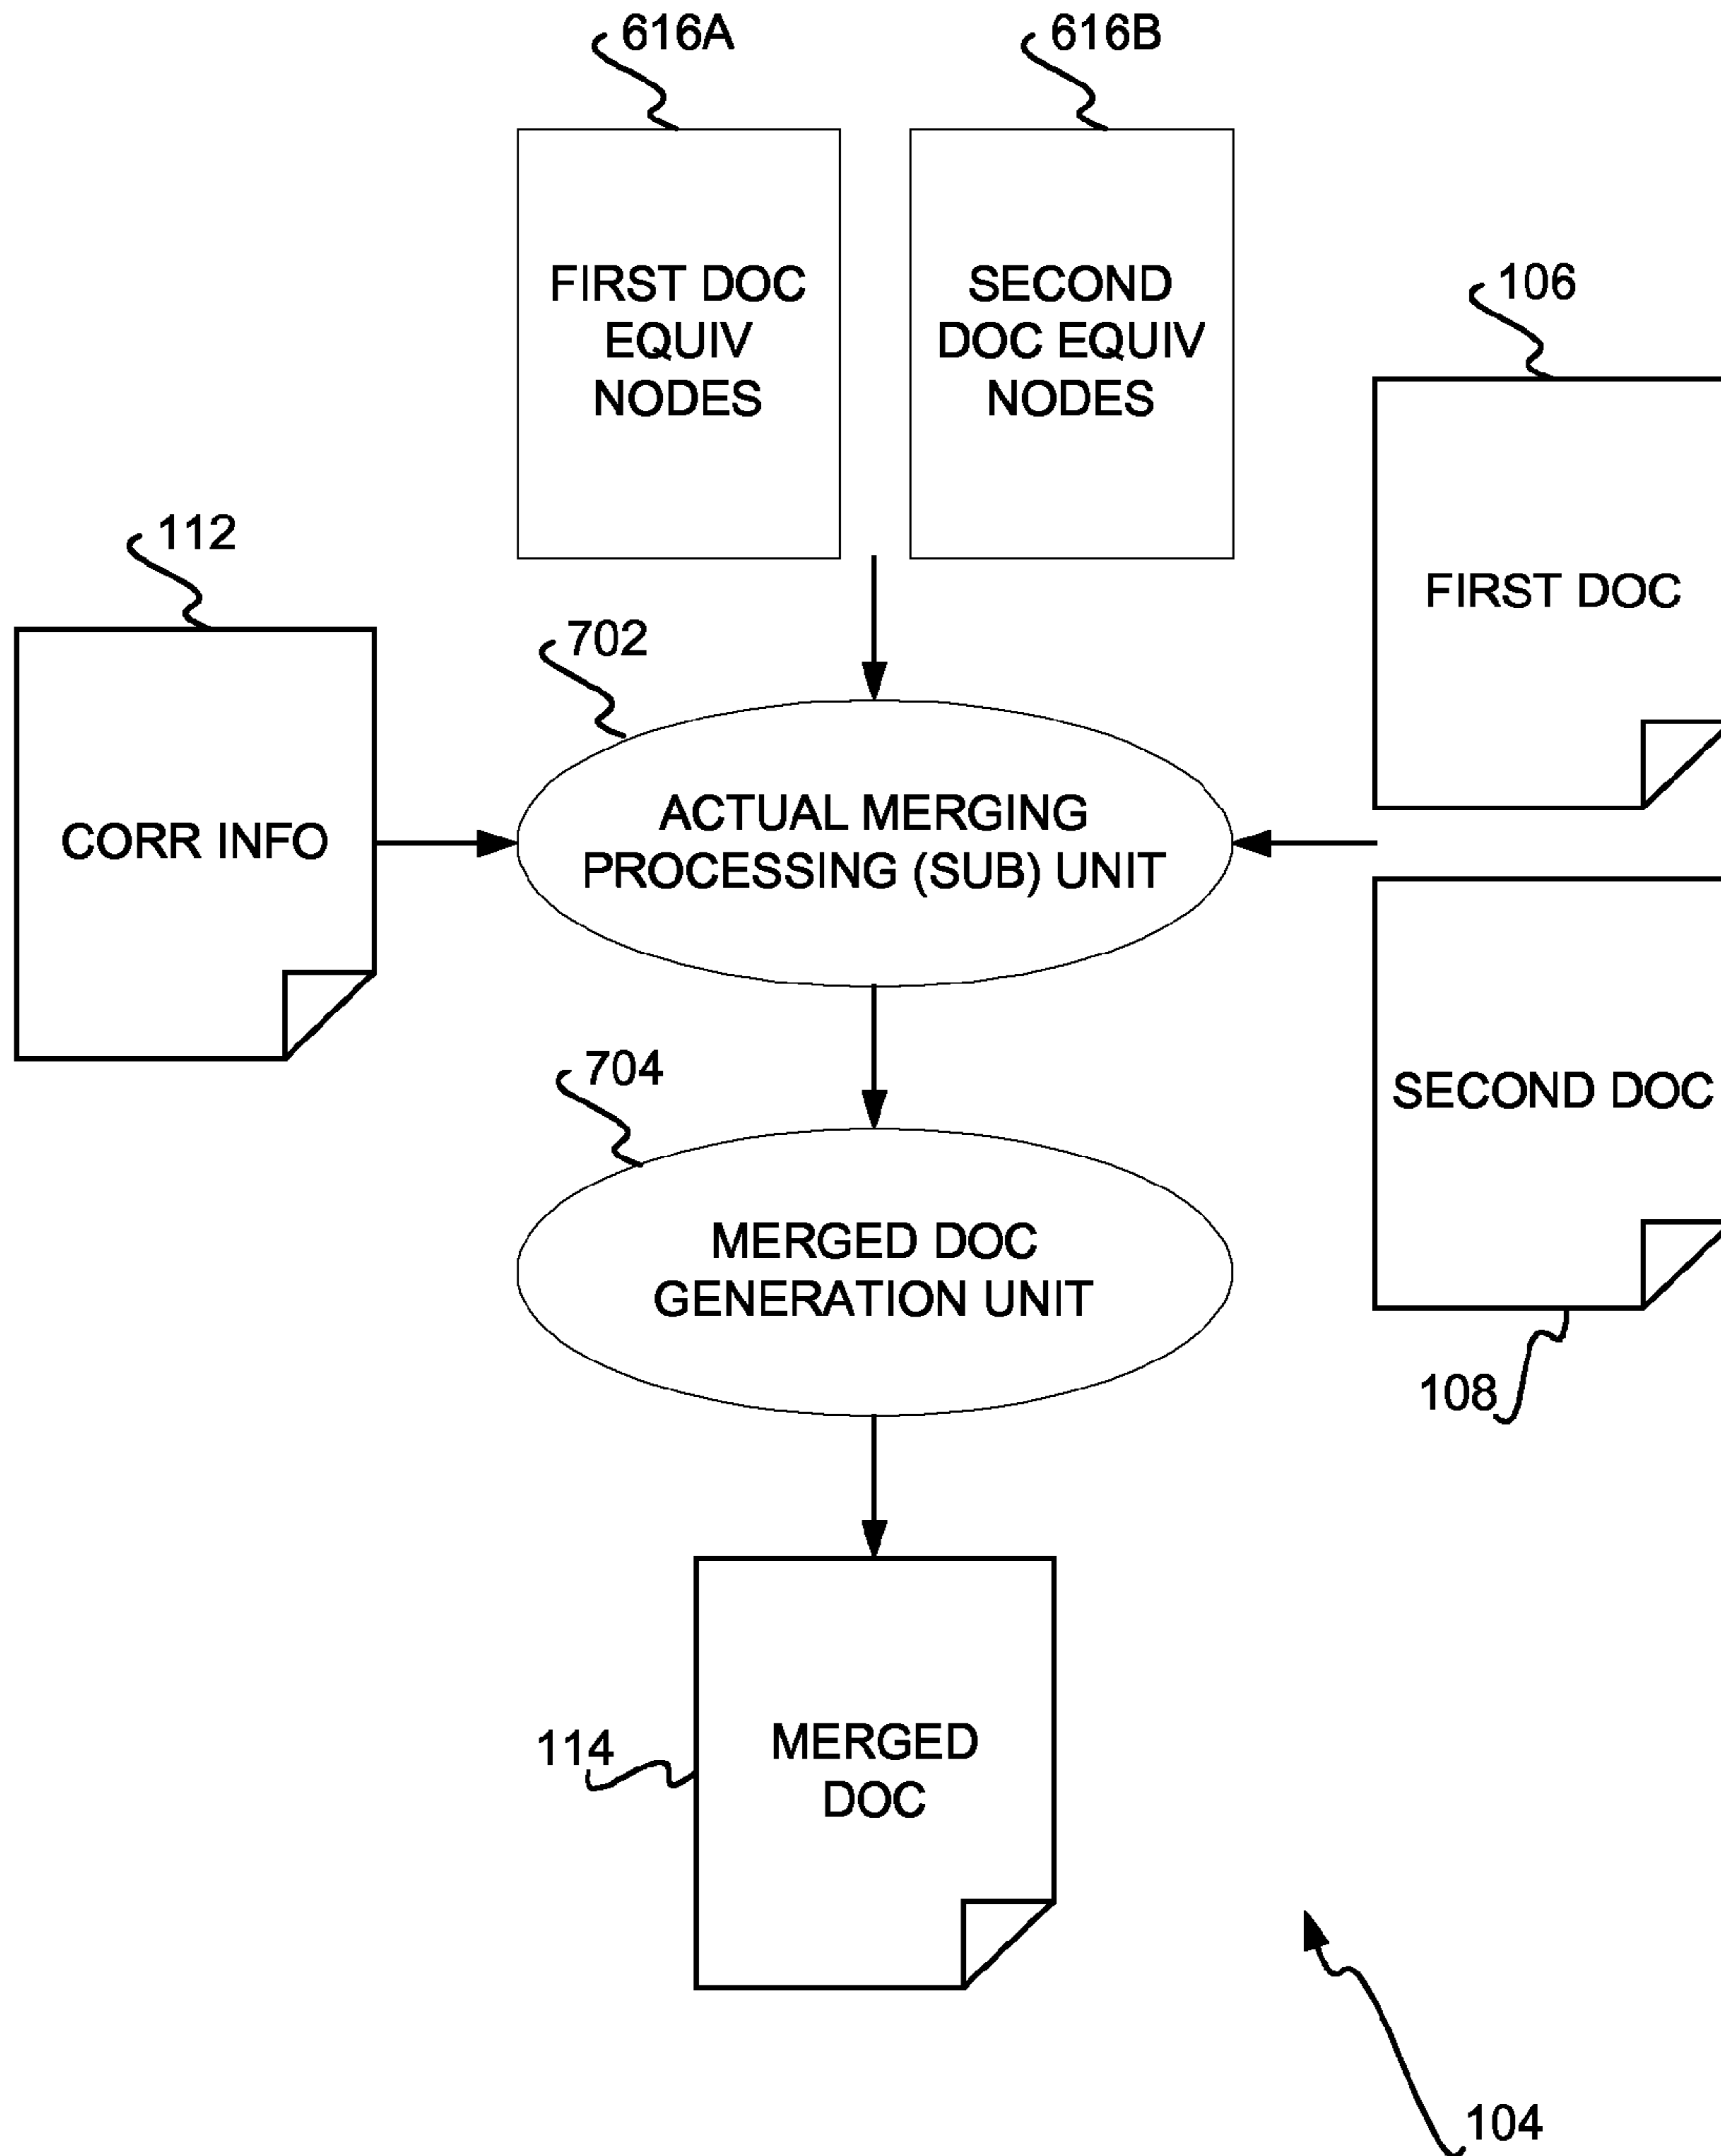 616A
616B
FIRST DOC
EQUIV
NODES
SECOND
DOC EQUIV
NODES
106
FIRST DOC
112
CORR INFO
702
ACTUAL MERGING
PROCESSING (SUB) UNIT
SECOND DOC
108
704
MERGED DOC
GENERATION UNIT
114
MERGED
DOC
104